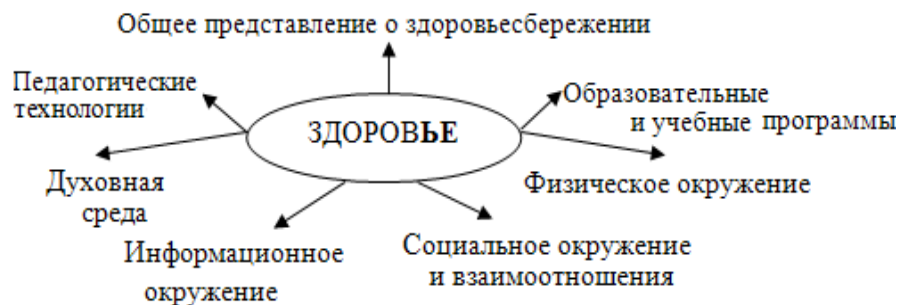 Общее представление о здоровьесбережении
Педагогические
технологии
Образовательные
и учебные программы
ЗДОРОВЬЕ
Духовная
среда
Физическое окружение
Информационное
окружение
Социальное окружение
и взаимоотношения